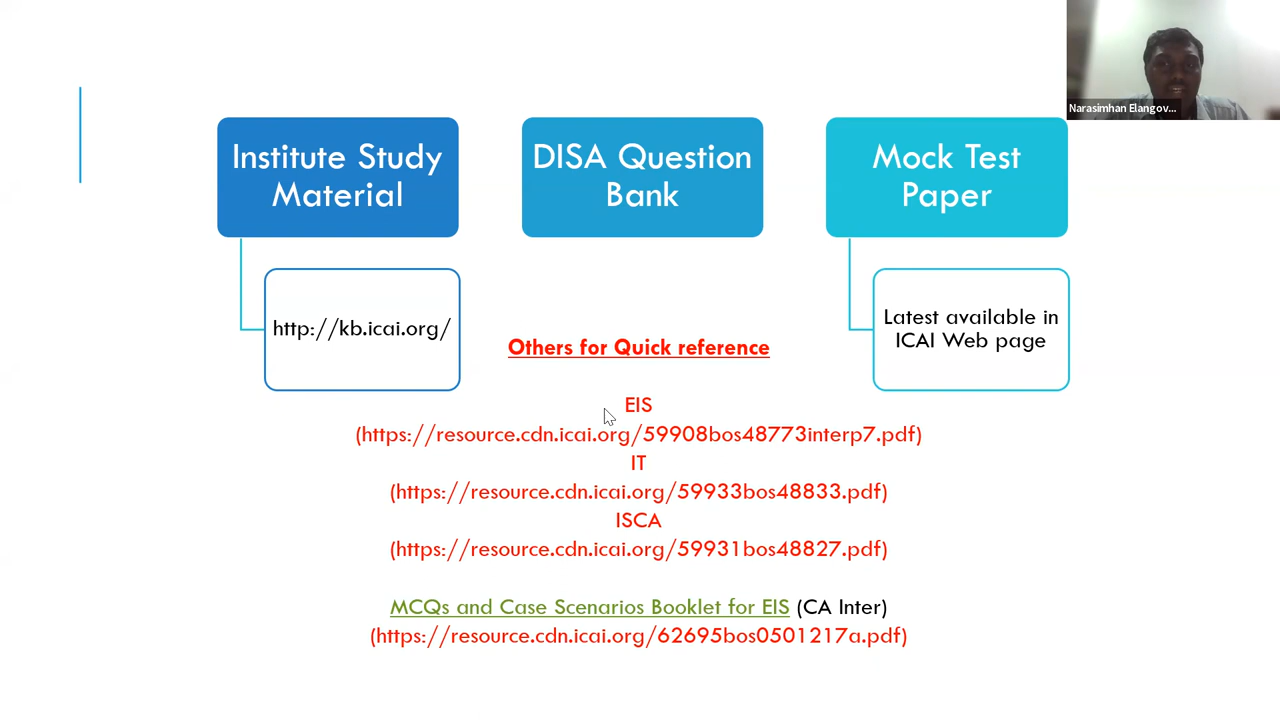 Narasimhan Elangov...
Institute Study
Material
DISA Question
Bank
Mock Test
Paper
http://kb.icai.org/
Latest available in
ICAI Web page
Others for Quick reference
EIS
(https://resource.cdn.icai.org/59908bos48773interp7.pdf)
IT
(https://resource.cdn.icai.org/59933bos48833.pdf)
ISCA
(https://resource.cdn.icai.org/59931bos48827.pdf)
MCQs and Case Scenarios Booklet for EIS (CA Inter)
(https://resource.cdn.icai.org/62695bos0501217a.pdf)